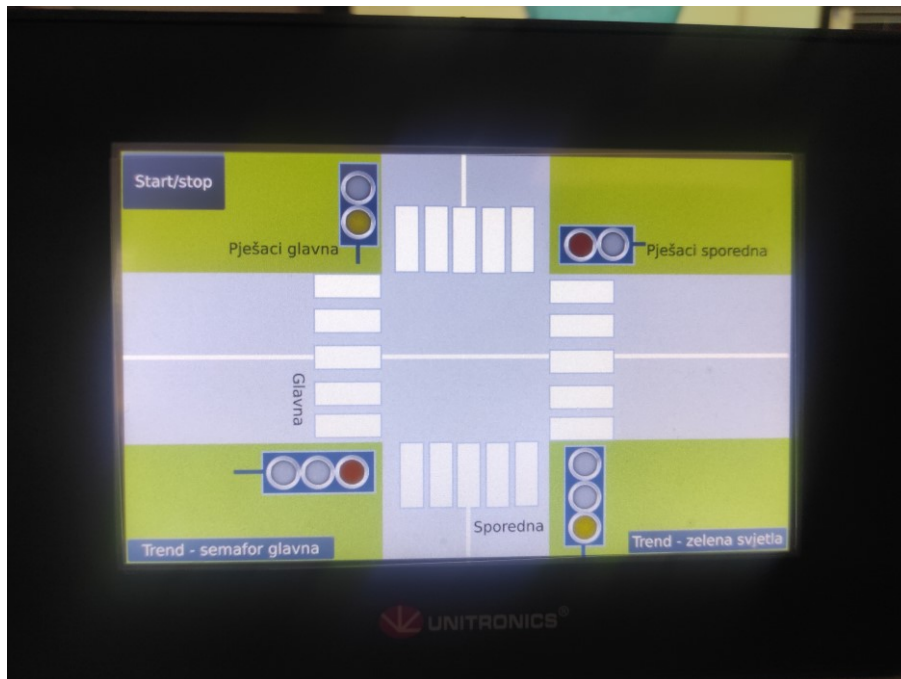 Start/stop
Pješaci glavna
Pješaci sporedna
Glavna
Sporedna
Trend - semafor glavna
Trend - zelena svjetla
UNITRONICS®